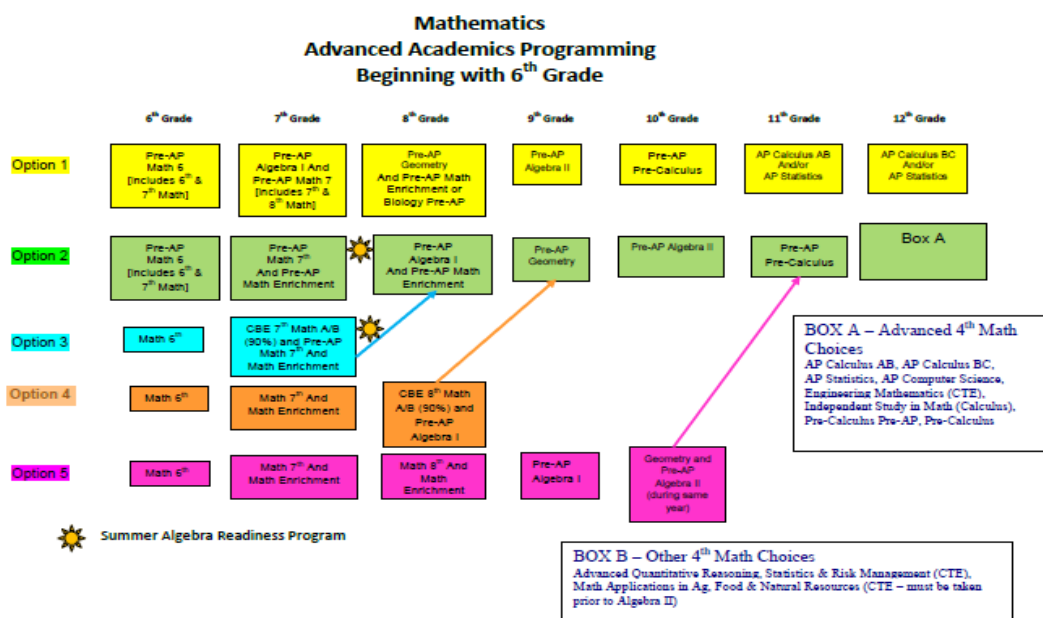 Mathematics
Advanced Academics Programming
Beginning with 6th Grade
6th Grade
7th Grade
8th Grade
9th Grade
10th Grade
11th Grade
12th Grade
Option 1
Pre-AP
Math 6
[includes 6th &
7th Math]
Pre-AP
Algebra I And
Pre-AP Math 7
[includes 7th &
8th Math]
Pre-AP
Geometry
And Pre-AP Math
Enrichment or
Biology Pre-AP
Pre-AP
Algebra II
Pre-AP
Pre-Calculus
AP Calculus AB
And/or
AP Statistics
AP Calculus BC
And/or
AP Statistics
Option 2
Pre-AP
Math 6
[includes 6th &
7th Math]
Pre-AP
Math 7th
And Pre-AP
Math Enrichment
Pre-AP
Algebra I
And Pre-AP Math
Enrichment
Pre-AP
Geometry
Pre-AP Algebra II
Pre-AP
Pre-Calculus
Box A
Option 3
Math 6th
CBE 7th Math A/B
(90%) and Pre-AP
Math 7th And
Math Enrichment
BOX A – Advanced 4th Math
Choices
AP Calculus AB, AP Calculus BC,
AP Statistics, AP Computer Science,
Engineering Mathematics (CTE),
Independent Study in Math (Calculus),
Pre-Calculus Pre-AP, Pre-Calculus
Option 4
Math 6th
Math 7th And
Math Enrichment
CBE 8th Math
A/B (90%) and
Pre-AP
Algebra I
Option 5
Math 6th
Math 7th And
Math Enrichment
Math 8th And
Math
Enrichment
Pre-AP
Algebra I
Geometry and
Pre-AP
Algebra II
(during same
year)
Summer Algebra Readiness Program
BOX B – Other 4th Math Choices
Advanced Quantitative Reasoning, Statistics & Risk Management (CTE),
Math Applications in Ag, Food & Natural Resources (CTE – must be taken
prior to Algebra II)